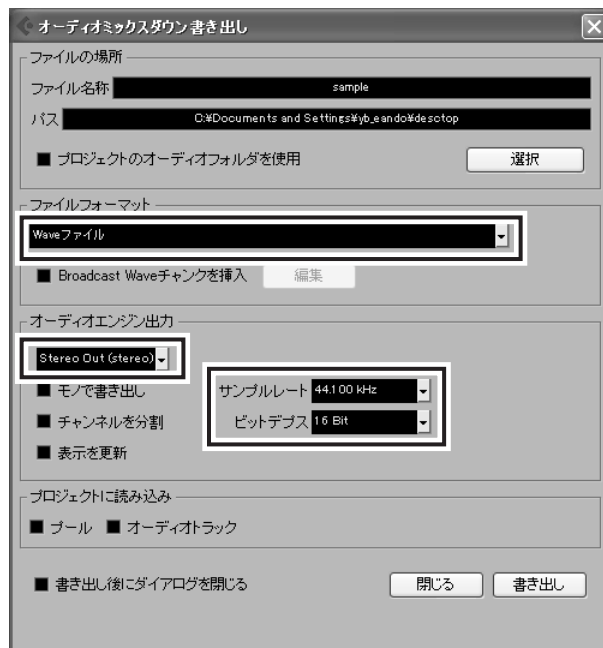 オーディオミックスダウン書き出し
ファイルの場所
ファイル名称 sample
パス C:¥Documents and Settings¥yb_eando¥desctop
プロジェクトのオーディオフォルダを使用 選択
ファイルフォーマット
Waveファイル
Broadcast Waveチャンクを挿入 編集
オーディオエンジン出力
Stereo Out (stereo)
モノで書き出し サンプルレート 44.100 kHz
チャンネルを分割 ビットデプス 16 Bit
表示を更新
プロジェクトに読み込み
プール オーディオトラック
書き出し後にダイアログを閉じる 閉じる 書き出し